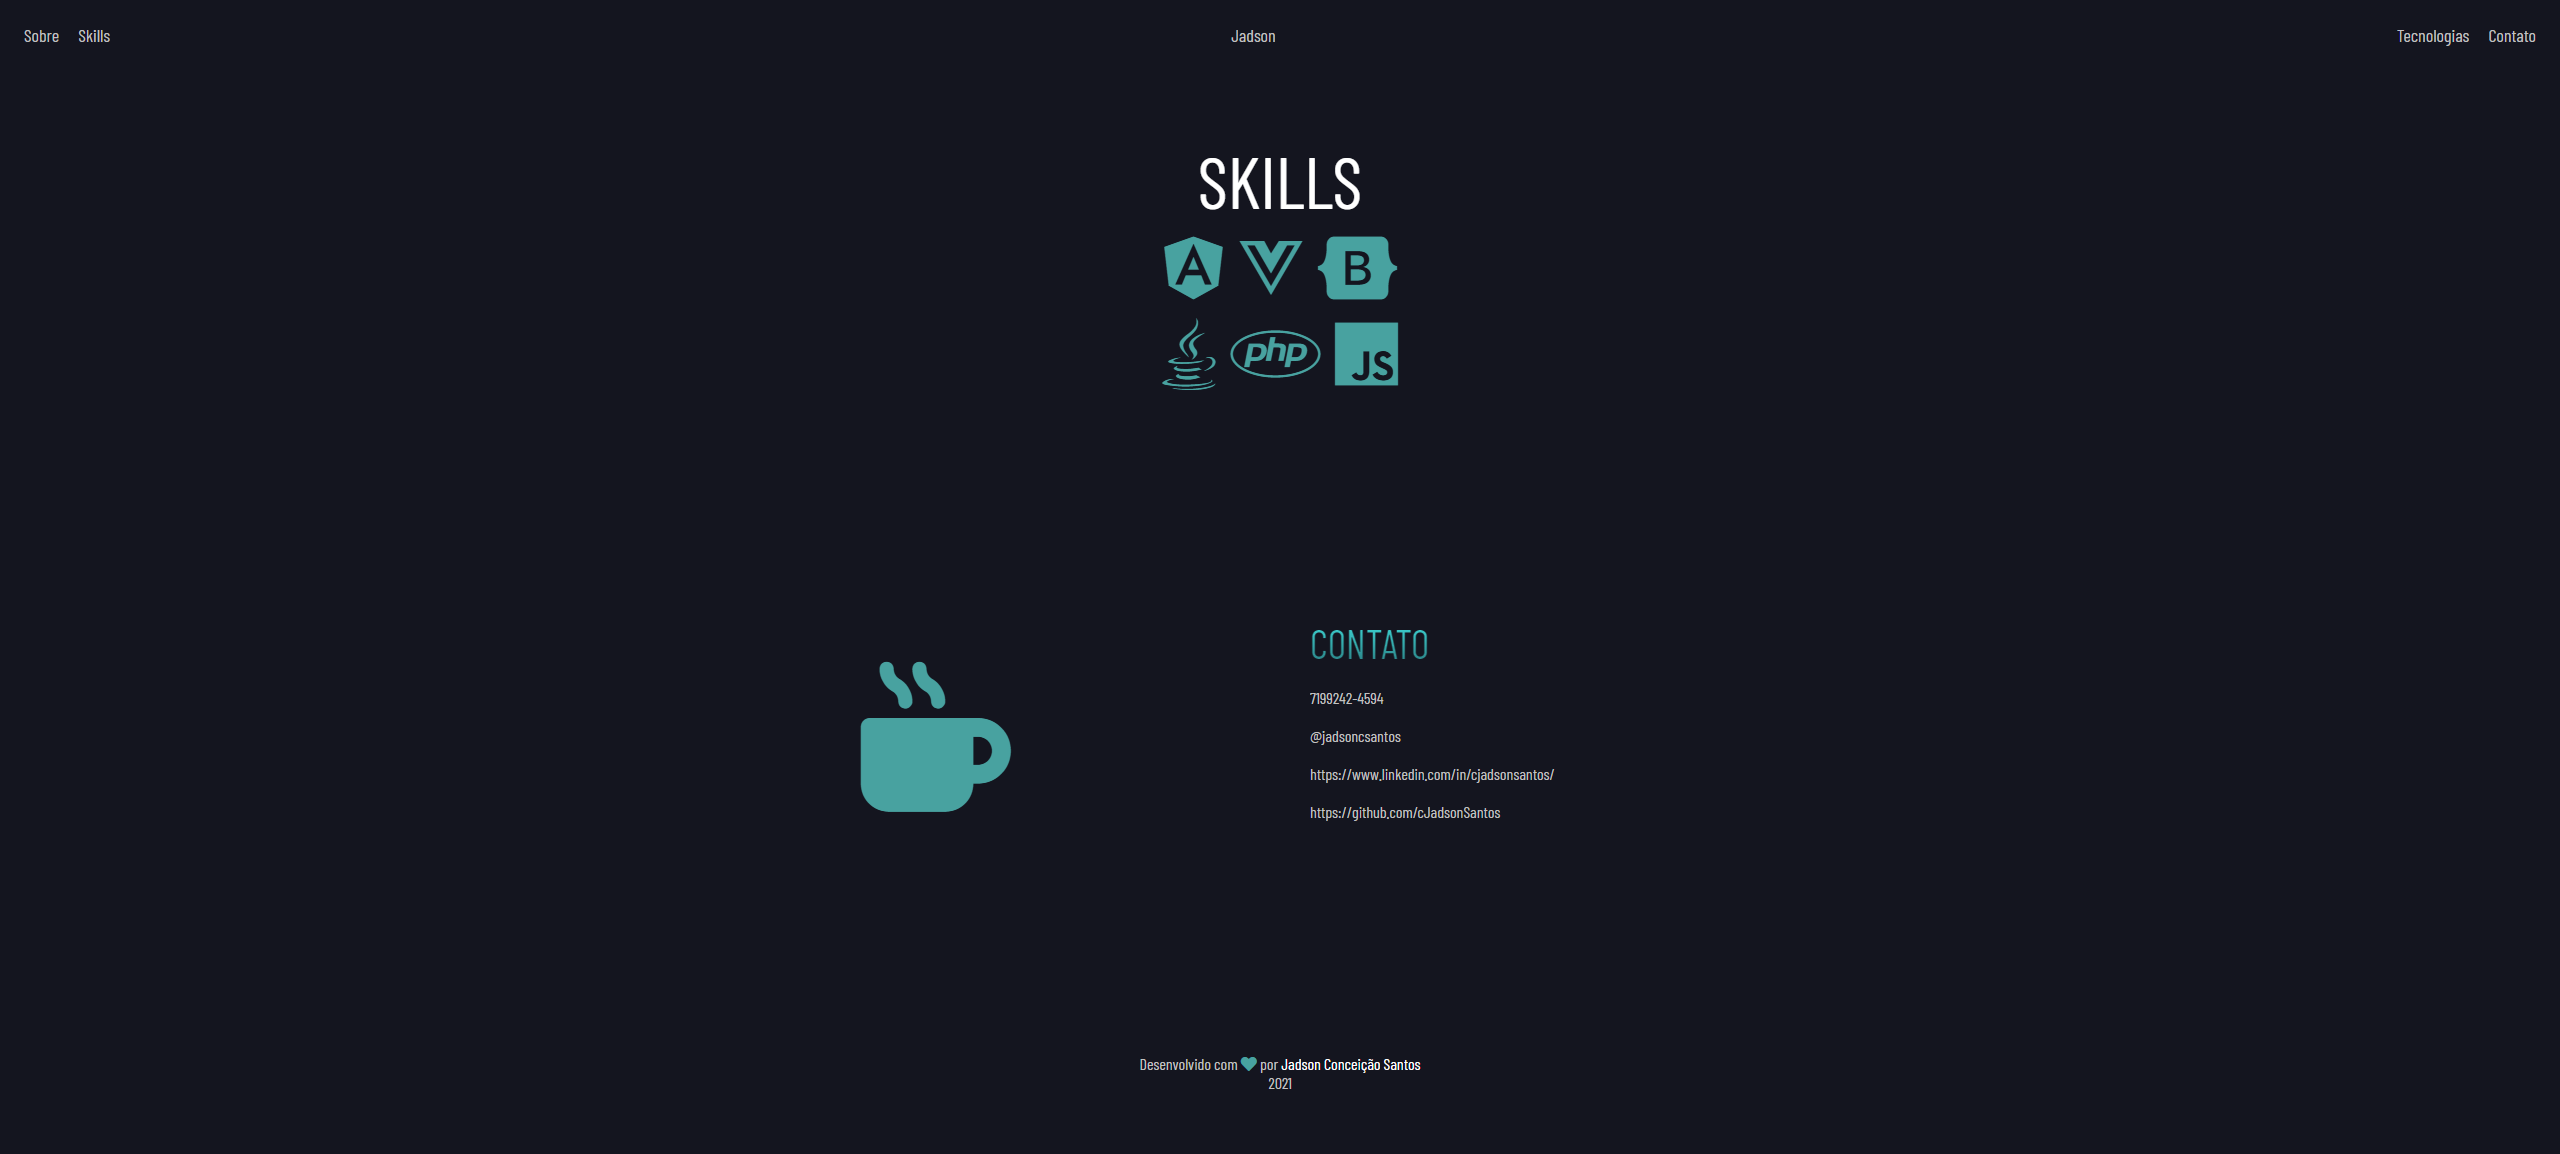 Sobre Skills Jadson Tecnologias Contato
SKILLS
A B
php JS
CONTATO
7199242-4594
@jadsoncsantos
https://www.linkedin.com/in/cjadsonsantos/
https://github.com/cJadsonSantos
Desenvolvido com por Jadson Conceição Santos
2021